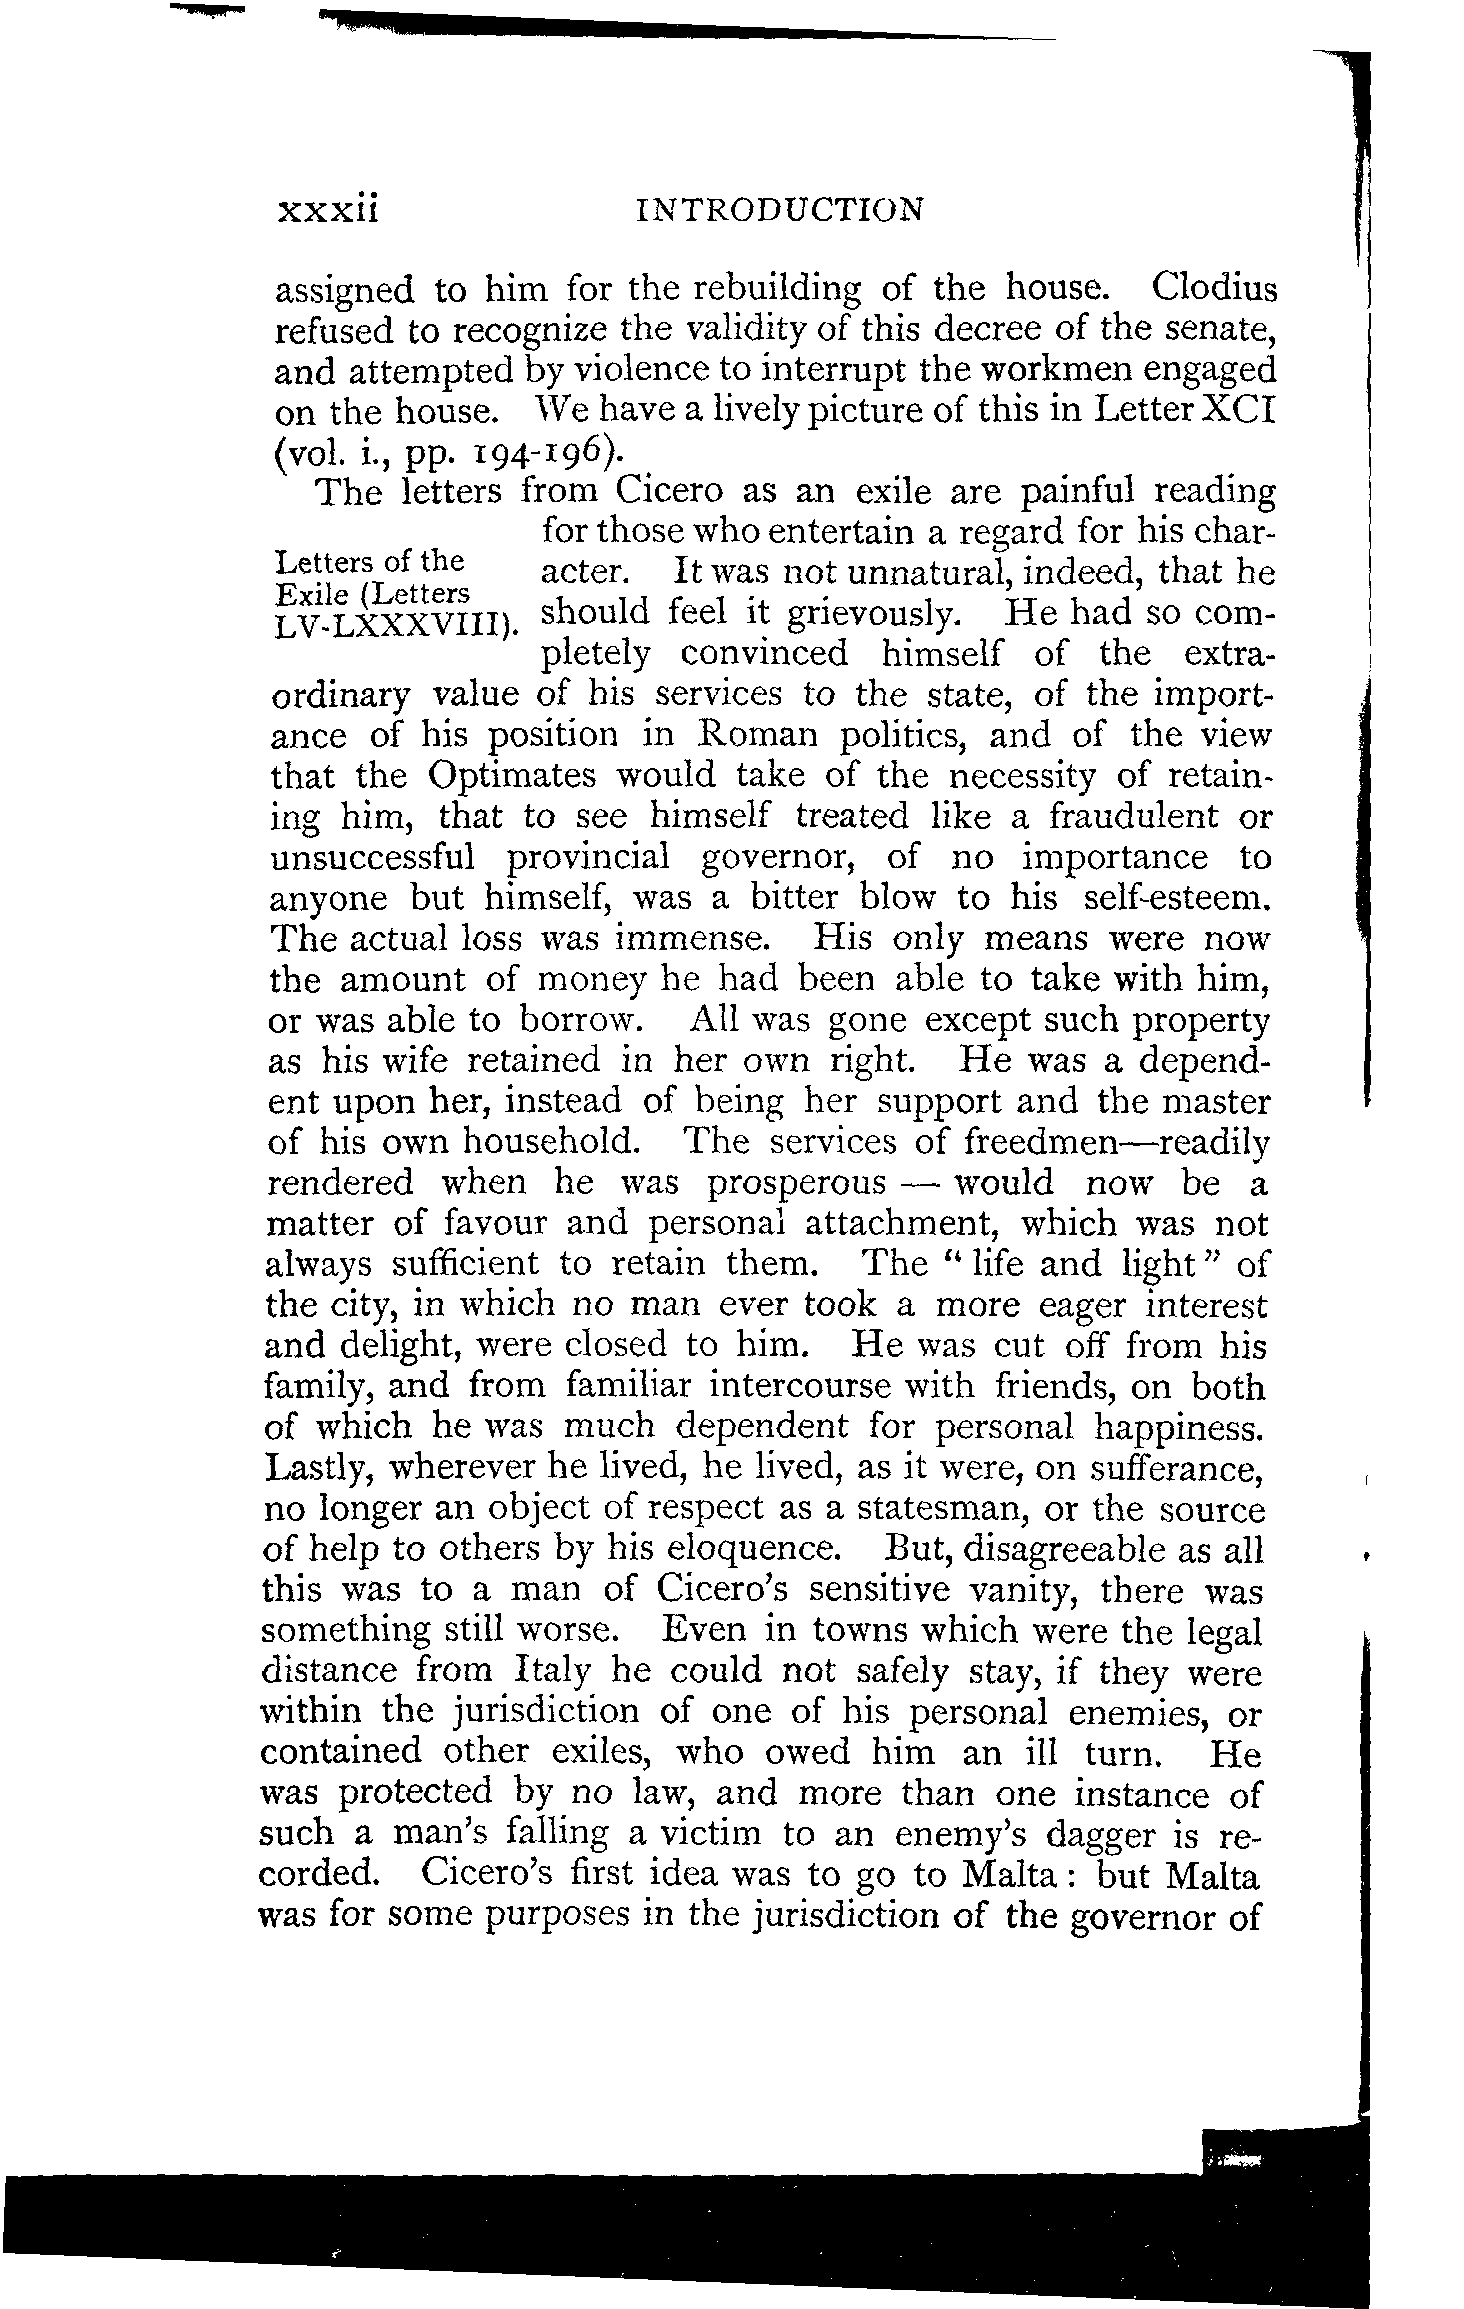 xxxii INTRODUCTION
assigned to him for the rebuilding of the house. Clodius
refused to recognize the validity of this decree of the senate,
and attempted by violence to interrupt the workmen engaged
on the house. We have a lively picture of this in Letter XCI
(vol. i., pp. 194-196).
The letters from Cicero as an exile are painful reading
Letters of the
Exile (Letters
LV-LXXXVIII).
for those who entertain a regard for his char-
acter. It was not unnatural, indeed, that he
should feel it grievously. He had so com-
pletely convinced himself of the extra-
ordinary value of his services to the state, of the import-
ance of his position in Roman politics, and of the view
that the Optimates would take of the necessity of retain-
ing him, that to see himself treated like a fraudulent or
unsuccessful provincial governor, of no importance to
anyone but himself, was a bitter blow to his self-esteem.
The actual loss was immense. His only means were now
the amount of money he had been able to take with him,
or was able to borrow. All was gone except such property
as his wife retained in her own right. He was a depend-
ent upon her, instead of being her support and the master
of his own household. The services of freedmen—readily
rendered when he was prosperous — would now be a
matter of favour and personal attachment, which was not
always sufficient to retain them. The “ life and light” of
the city, in which no man ever took a more eager interest
and delight, were closed to him. He was cut off from his
family, and from familiar intercourse with friends, on both
of which he was much dependent for personal happiness.
Lastly, wherever he lived, he lived, as it were, on sufferance,
no longer an object of respect as a statesman, or the source
of help to others by his eloquence. But, disagreeable as all
this was to a man of Cicero's sensitive vanity, there was
something still worse. Even in towns which were the legal
distance from Italy he could not safely stay, if they were
within the jurisdiction of one of his personal enemies, or
contained other exiles, who owed him an ill turn. He
was protected by no law, and more than one instance of
such a man's falling a victim to an enemy's dagger is re-
corded. Cicero's first idea was to go to Malta : but Malta
was for some purposes in the jurisdiction of the governor of